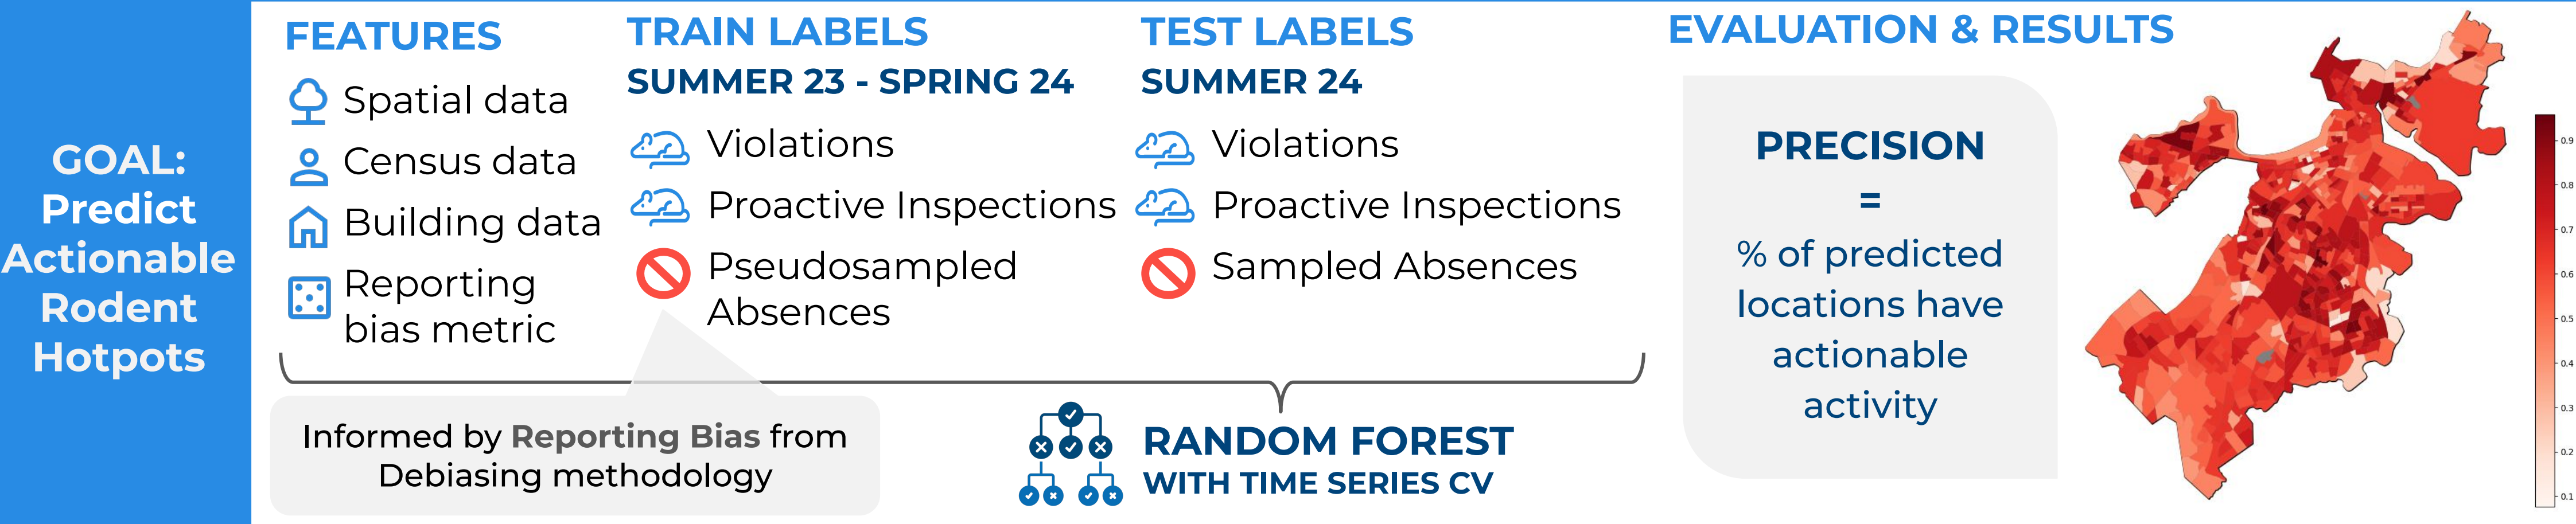 GOAL:
Predict
Actionable
Rodent
Hotpots
FEATURES
Spatial data
Census data
Building data
Reporting
bias metric
TRAIN LABELS
SUMMER 23 - SPRING 24
Violations
Proactive Inspections
Pseudosampled
Absences
Informed by Reporting Bias from
Debiasing methodology
TEST LABELS
SUMMER 24
Violations
Proactive Inspections
Sampled Absences
RANDOM FOREST
WITH TIME SERIES CV
EVALUATION & RESULTS
PRECISION
=
% of predicted
locations have
actionable
activity
0.9
0.8
0.7
0.6
0.5
0.4
0.3
0.2
0.1